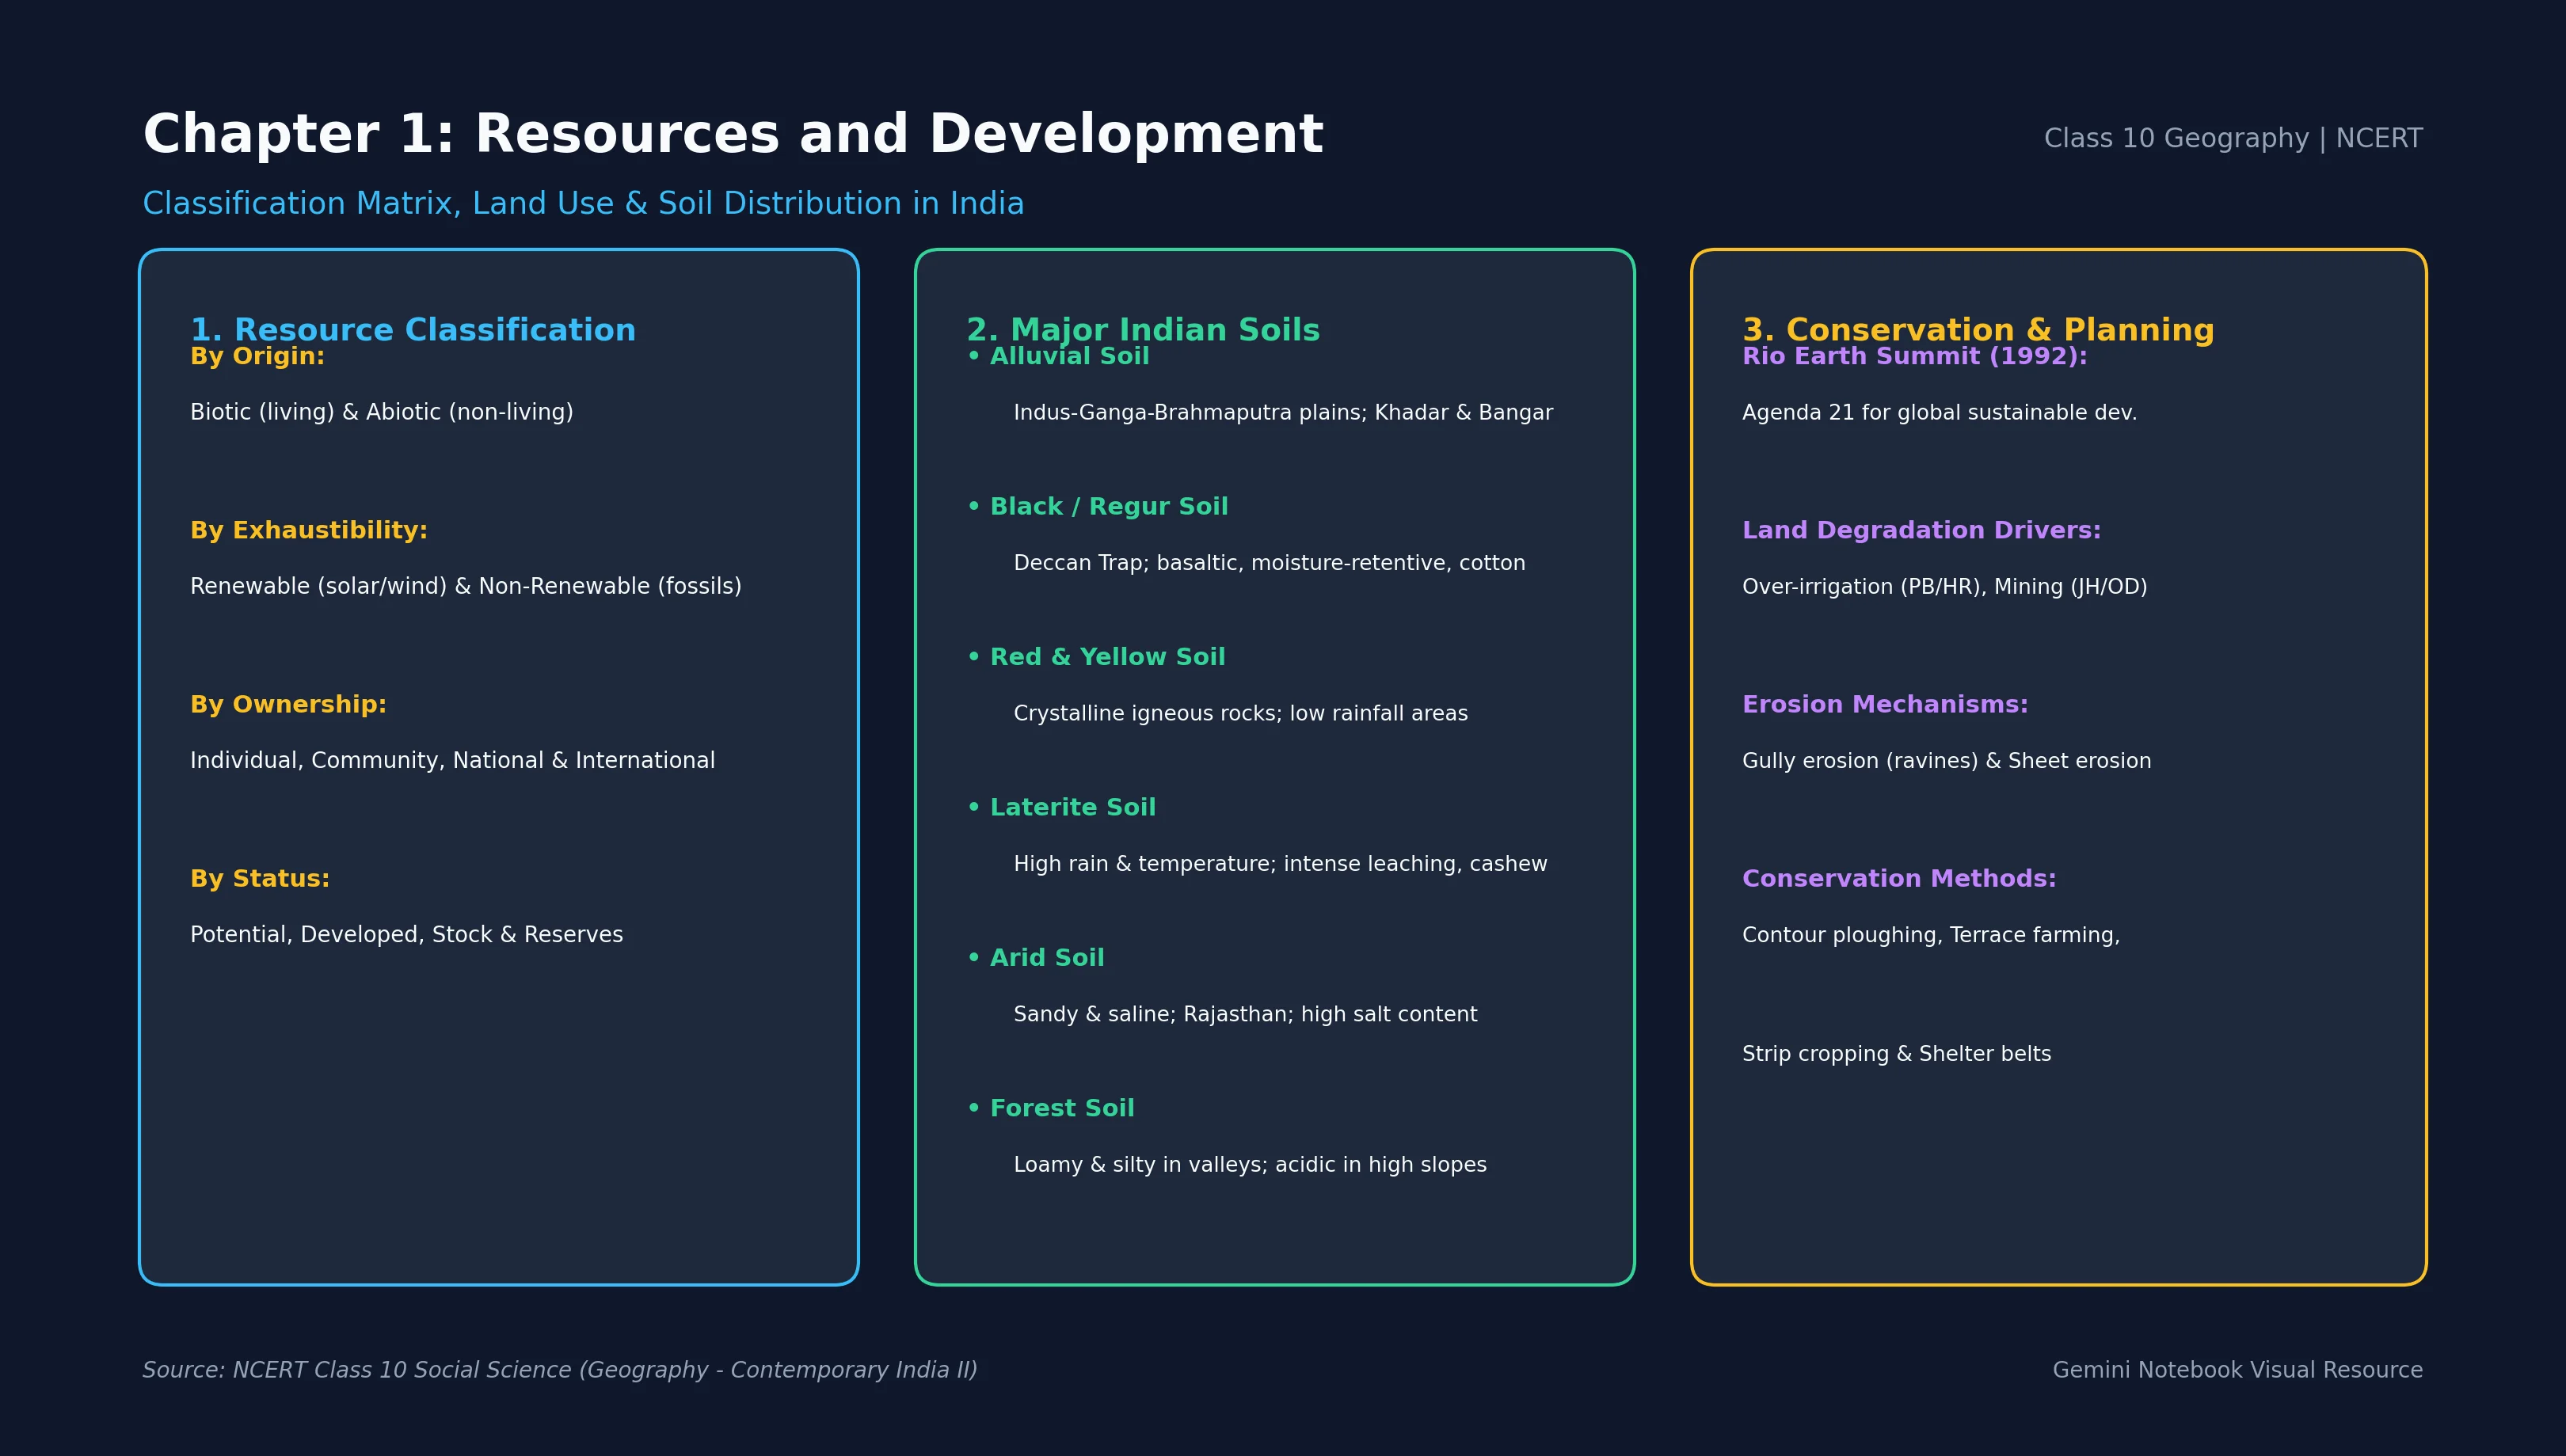 Chapter 1: Resources and Development
Class 10 Geography | NCERT
Classification Matrix, Land Use & Soil Distribution in India
1. Resource Classification
By Origin:
Biotic (living) & Abiotic (non-living)
By Exhaustibility:
Renewable (solar/wind) & Non-Renewable (fossils)
By Ownership:
Individual, Community, National & International
By Status:
Potential, Developed, Stock & Reserves
2. Major Indian Soils
• Alluvial Soil
Indus-Ganga-Brahmaputra plains; Khadar & Bangar
• Black / Regur Soil
Deccan Trap; basaltic, moisture-retentive, cotton
• Red & Yellow Soil
Crystalline igneous rocks; low rainfall areas
• Laterite Soil
High rain & temperature; intense leaching, cashew
• Arid Soil
Sandy & saline; Rajasthan; high salt content
• Forest Soil
Loamy & silty in valleys; acidic in high slopes
3. Conservation & Planning
Rio Earth Summit (1992):
Agenda 21 for global sustainable dev.
Land Degradation Drivers:
Over-irrigation (PB/HR), Mining (JH/OD)
Erosion Mechanisms:
Gully erosion (ravines) & Sheet erosion
Conservation Methods:
Contour ploughing, Terrace farming,
Strip cropping & Shelter belts
Source: NCERT Class 10 Social Science (Geography - Contemporary India II)
Gemini Notebook Visual Resource